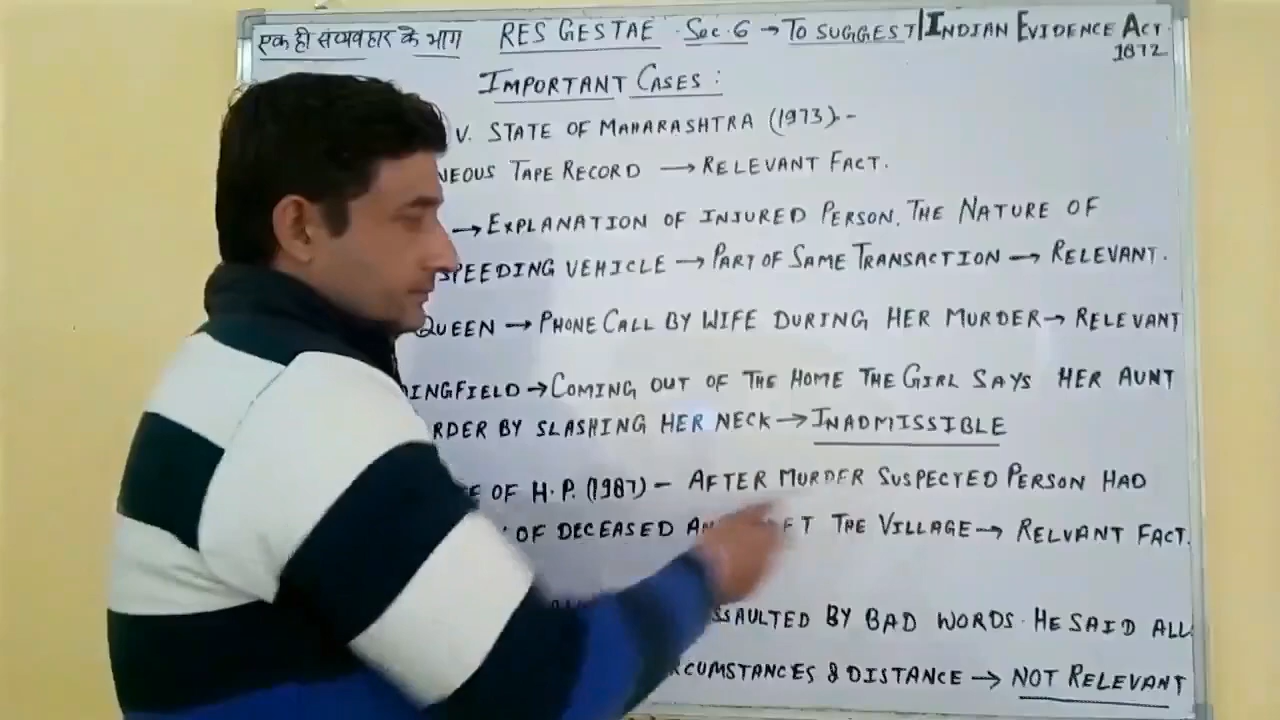 एक ही संव्यवहार के भाग RES GESTAE Sec. 6 → TO SUGGEST/INDIAN EVIDENCE ACT 1872
IMPORTANT CASES :
V. STATE OF MAHARASHTRA (1973).-
NEOUS TAPE RECORD → RELEVANT FACT.
→ EXPLANATION OF INJURED PERSON, THE NATURE OF
SPEEDING VEHICLE → PART OF SAME TRANSACTION → RELEVANT.
QUEEN → PHONE CALL BY WIFE DURING HER MURDER → RELEVANT
INGFIELD → COMING OUT OF THE HOME THE GIRL SAYS HER AUNT
RDER BY SLASHING HER NECK → INADMISSIBLE
OF H.P. (1987) - AFTER MURDER SUSPECTED PERSON HAD
OF DECEASED THE VILLAGE → RELVANT FACT.
SSAULTED BY BAD WORDS. HE SAID ALL
RCUMSTANCES & DISTANCE → NOT RELEVANT